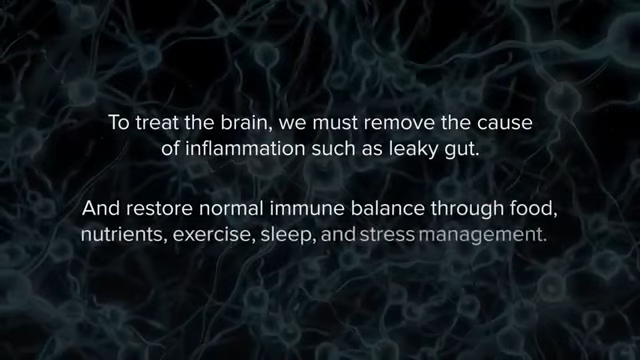 To treat the brain, we must remove the cause
of inflammation such as leaky gut.
And restore normal immune balance through food,
nutrients, exercise, sleep, and stress management.